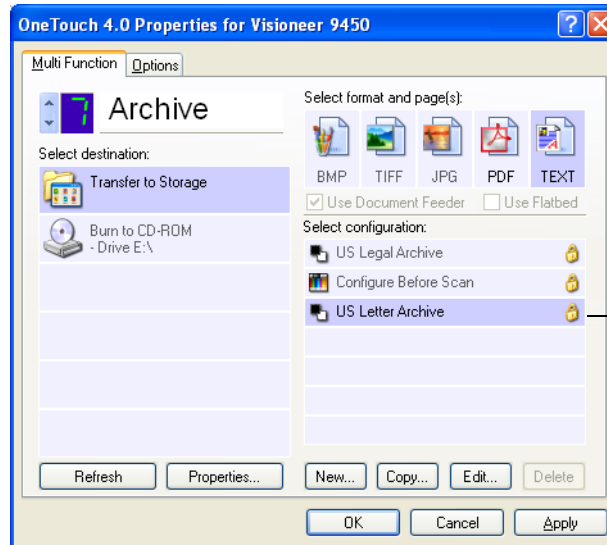 OneTouch 4.0 Properties for Visioneer 9450
Multi Function
Options
7
Archive
Select destination:
Transfer to Storage
Burn to CD-ROM
- Drive E:\
Refresh
Properties...
Select format and page(s):
BMP TIFF JPG PDF TEXT
Use Document Feeder
Use Flatbed
Select configuration:
US Legal Archive
Configure Before Scan
US Letter Archive
New...
Copy...
Edit...
Delete
OK
Cancel
Apply